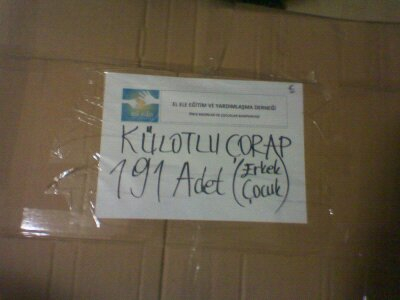 EL ELE EĞİTİM VE YARDIMLAŞMA DERNEĞİ
KÜLOTLU ÇORAP
191 Adet (Erkek
Çocuk)